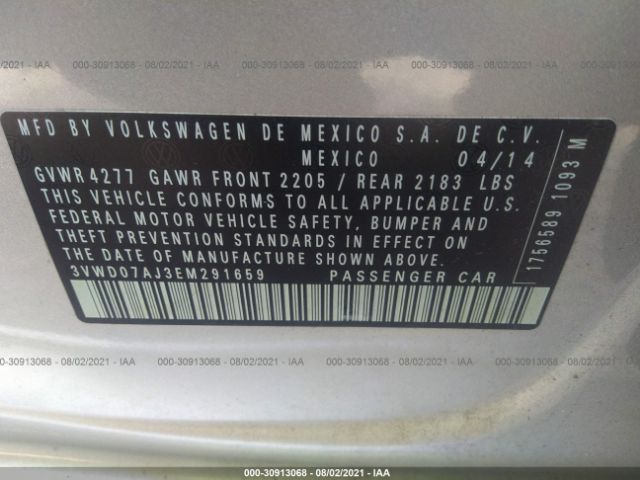 000-30913068 - 08/02/2021 - IAA
MFD BY VOLKSWAGEN DE MEXICO S.A. DE C.V.
MEXICO 04/14
GVWR 4277 GAWR FRONT 2205 / REAR 2183 LBS
THIS VEHICLE CONFORMS TO ALL APPLICABLE U.S.
FEDERAL MOTOR VEHICLE SAFETY, BUMPER AND
THEFT PREVENTION STANDARDS IN EFFECT ON
THE DATE OF MANUFACTURE SHOWN ABOVE.
3VWD07AJ3EM291659 PASSENGER CAR
1756589 1093 M
000-30913068 - 08/02/2021 - IAA
000-30913068 - 08/02/2021 - IAA